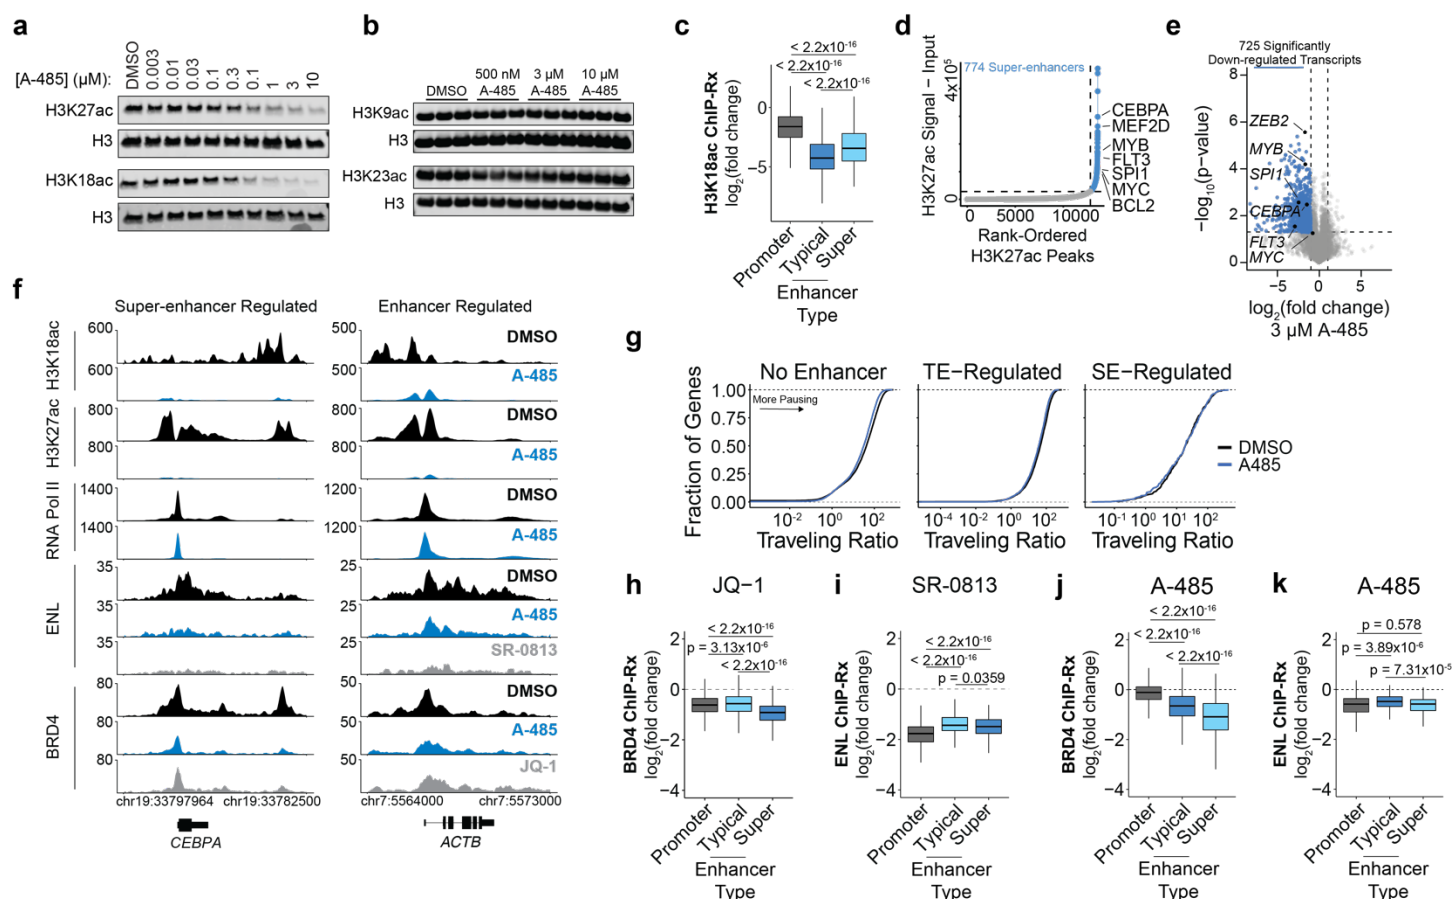 a
[A-485] (μM):
DMSO
0.003
0.01
0.03
0.1
0.3
0.1
1
3
10
H3K27ac
H3
H3K18ac
H3
b
500 nM
3 μM
10 μM
DMSO
A-485
A-485
A-485
H3K9ac
H3
H3K23ac
H3
c
H3K18ac ChIP-Rx
log2(fold change)
< 2.2x10-16
< 2.2x10-16
< 2.2x10-16
0
−5
Promoter
Typical
Super
Enhancer
Type
d
H3K27ac Signal − Input
774 Super-enhancers
4x105
0
CEBPA
MEF2D
MYB
FLT3
SPI1
MYC
BCL2
0
5000
10000
Rank-Ordered
H3K27ac Peaks
e
725 Significantly
Down-regulated Transcripts
−log10(p−value)
8
6
4
2
0
ZEB2
MYB
SPI1
CEBPA
FLT3
MYC
−5
0
5
log2(fold change)
3 μM A-485
f
Super-enhancer Regulated
Enhancer Regulated
H3K18ac
600
500
DMSO
600
500
A-485
H3K27ac
800
800
DMSO
800
800
A-485
RNA Pol II
1400
1200
DMSO
1400
1200
A-485
ENL
35
25
DMSO
35
25
A-485
35
25
SR-0813
BRD4
80
50
DMSO
80
50
A-485
80
50
JQ-1
chr19:33797964
chr19:33782500
chr7:5564000
chr7:5573000
CEBPA
ACTB
g
No Enhancer
TE−Regulated
SE−Regulated
Fraction of Genes
1.00
0.75
0.50
0.25
0.00
More Pausing
DMSO
A485
10−2
100
102
10−4
10−2
100
102
10−1
100
101
102
Traveling Ratio
Traveling Ratio
Traveling Ratio
h
JQ−1
BRD4 ChIP-Rx
log2(fold change)
2
0
−2
−4
< 2.2x10-16
p = 3.13x10-6
< 2.2x10-16
Promoter
Typical
Super
Enhancer
Type
i
SR-0813
ENL ChIP-Rx
log2(fold change)
2
0
−2
−4
< 2.2x10-16
< 2.2x10-16
p = 0.0359
Promoter
Typical
Super
Enhancer
Type
j
A-485
BRD4 ChIP-Rx
log2(fold change)
2
0
−2
−4
< 2.2x10-16
< 2.2x10-16
< 2.2x10-16
Promoter
Typical
Super
Enhancer
Type
k
A-485
ENL ChIP-Rx
log2(fold change)
2
0
−2
−4
p = 0.578
p = 3.89x10-6
p = 7.31x10-5
Promoter
Typical
Super
Enhancer
Type